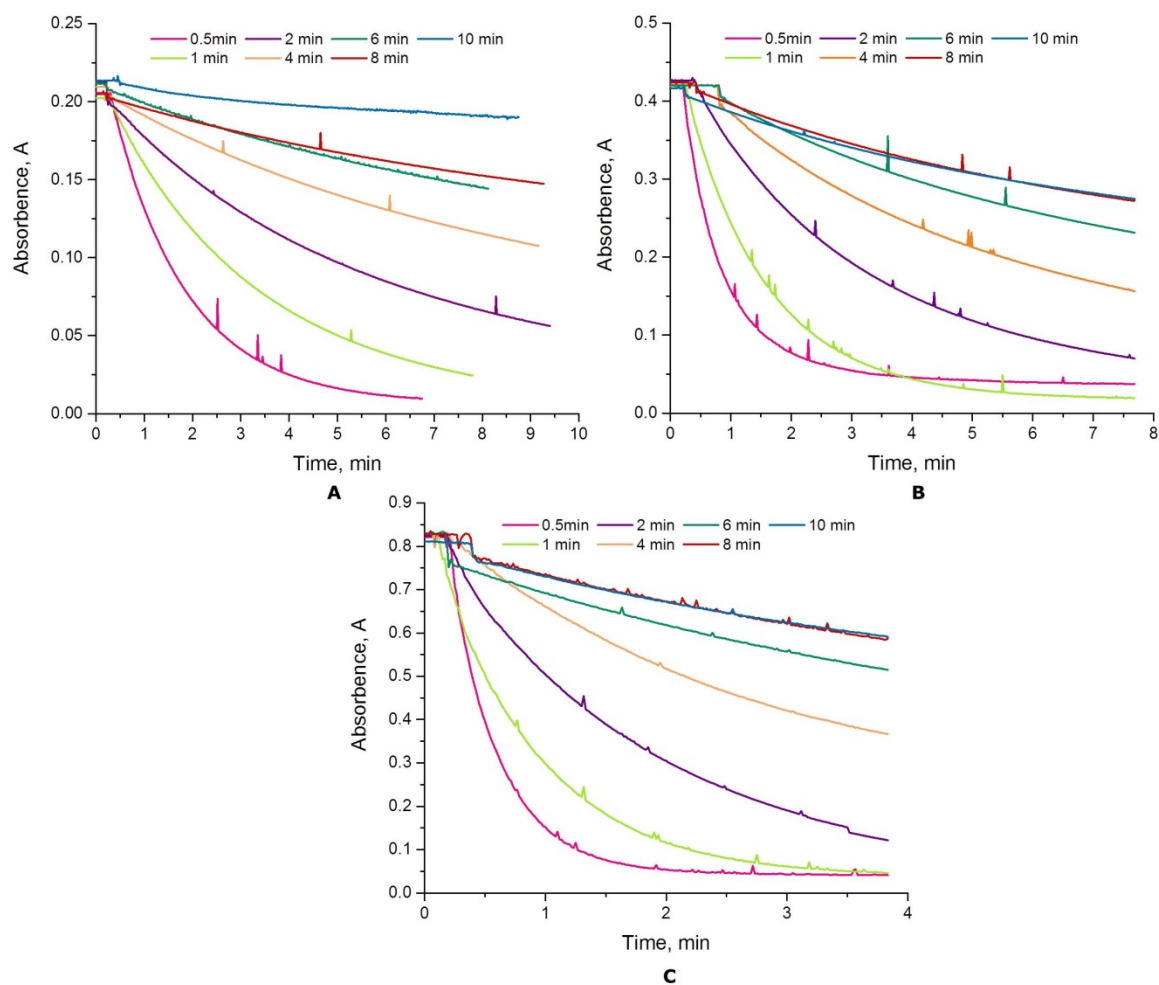 0.25
0.20
0.15
0.10
0.05
0.00
Absorbence, A
0.5min 2 min 6 min 10 min
1 min 4 min 8 min
0 1 2 3 4 5 6 7 8 9 10
Time, min
A
0.5
0.4
0.3
0.2
0.1
0.0
Absorbence, A
0.5min 2 min 6 min 10 min
1 min 4 min 8 min
0 1 2 3 4 5 6 7 8
Time, min
B
0.9
0.8
0.7
0.6
0.5
0.4
0.3
0.2
0.1
0.0
Absorbence, A
0.5min 2 min 6 min 10 min
1 min 4 min 8 min
0 1 2 3 4
Time, min
C